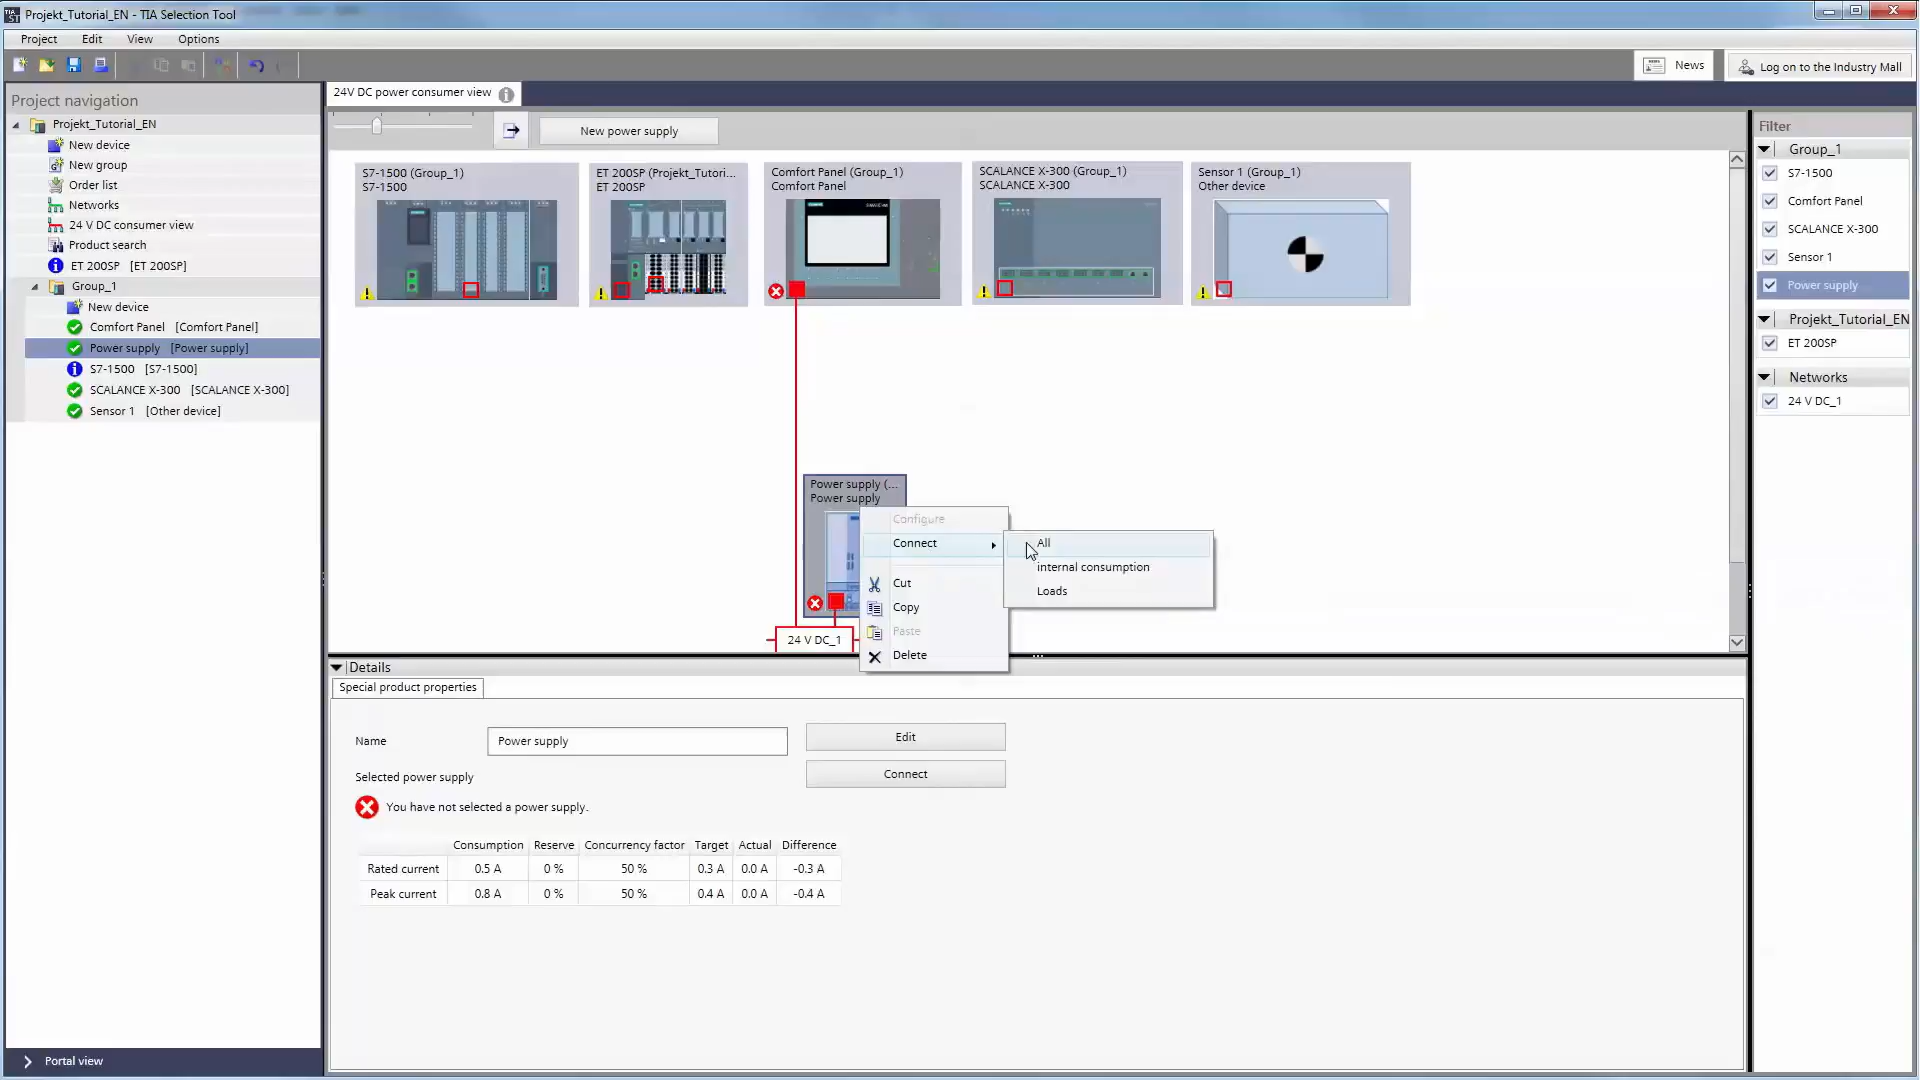 Projekt_Tutorial_EN - TIA Selection Tool
Project Edit View Options
News
Log on to the Industry Mall
Project navigation
Projekt_Tutorial_EN
New device
New group
Order list
Networks
24 V DC consumer view
Product search
ET 200SP [ET 200SP]
Group_1
New device
Comfort Panel [Comfort Panel]
Power supply [Power supply]
S7-1500 [S7-1500]
SCALANCE X-300 [SCALANCE X-300]
Sensor 1 [Other device]
Portal view
24V DC power consumer view
New power supply
S7-1500 (Group_1)
S7-1500
ET 200SP (Projekt_Tutori...
ET 200SP
Comfort Panel (Group_1)
Comfort Panel
SCALANCE X-300 (Group_1)
SCALANCE X-300
Sensor 1 (Group_1)
Other device
Power supply (...
Power supply
24 V DC_1
Configure
Connect
Cut
Copy
Paste
Delete
All
internal consumption
Loads
Details
Special product properties
Name Power supply
Edit
Connect
Selected power supply
You have not selected a power supply.
Consumption Reserve Concurrency factor Target Actual Difference
Rated current 0.5 A 0 % 50 % 0.3 A 0.0 A -0.3 A
Peak current 0.8 A 0 % 50 % 0.4 A 0.0 A -0.4 A
Filter
Group_1
S7-1500
Comfort Panel
SCALANCE X-300
Sensor 1
Power supply
Projekt_Tutorial_EN
ET 200SP
Networks
24 V DC_1